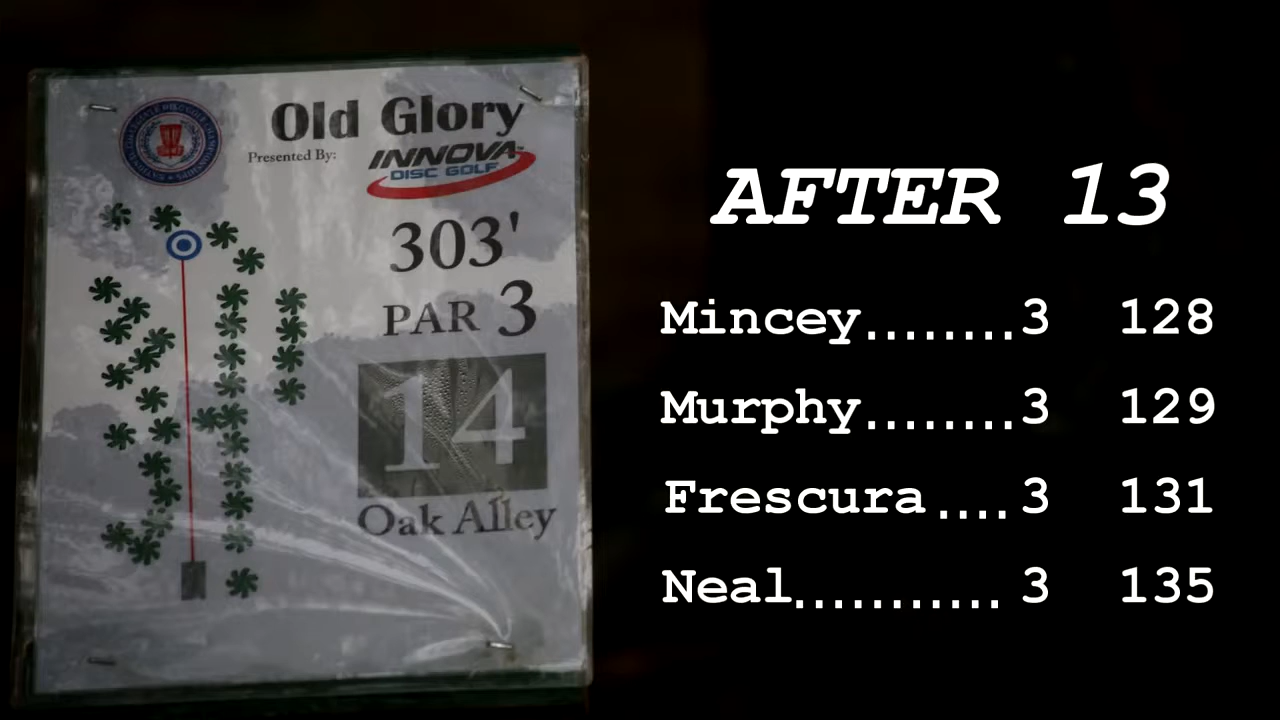 Old Glory
Presented By:
INNOVA
DISC GOLF
303'
PAR 3
14
Oak Alley
AFTER 13
Mincey........3 128
Murphy........3 129
Frescura ....3 131
Neal........... 3 135